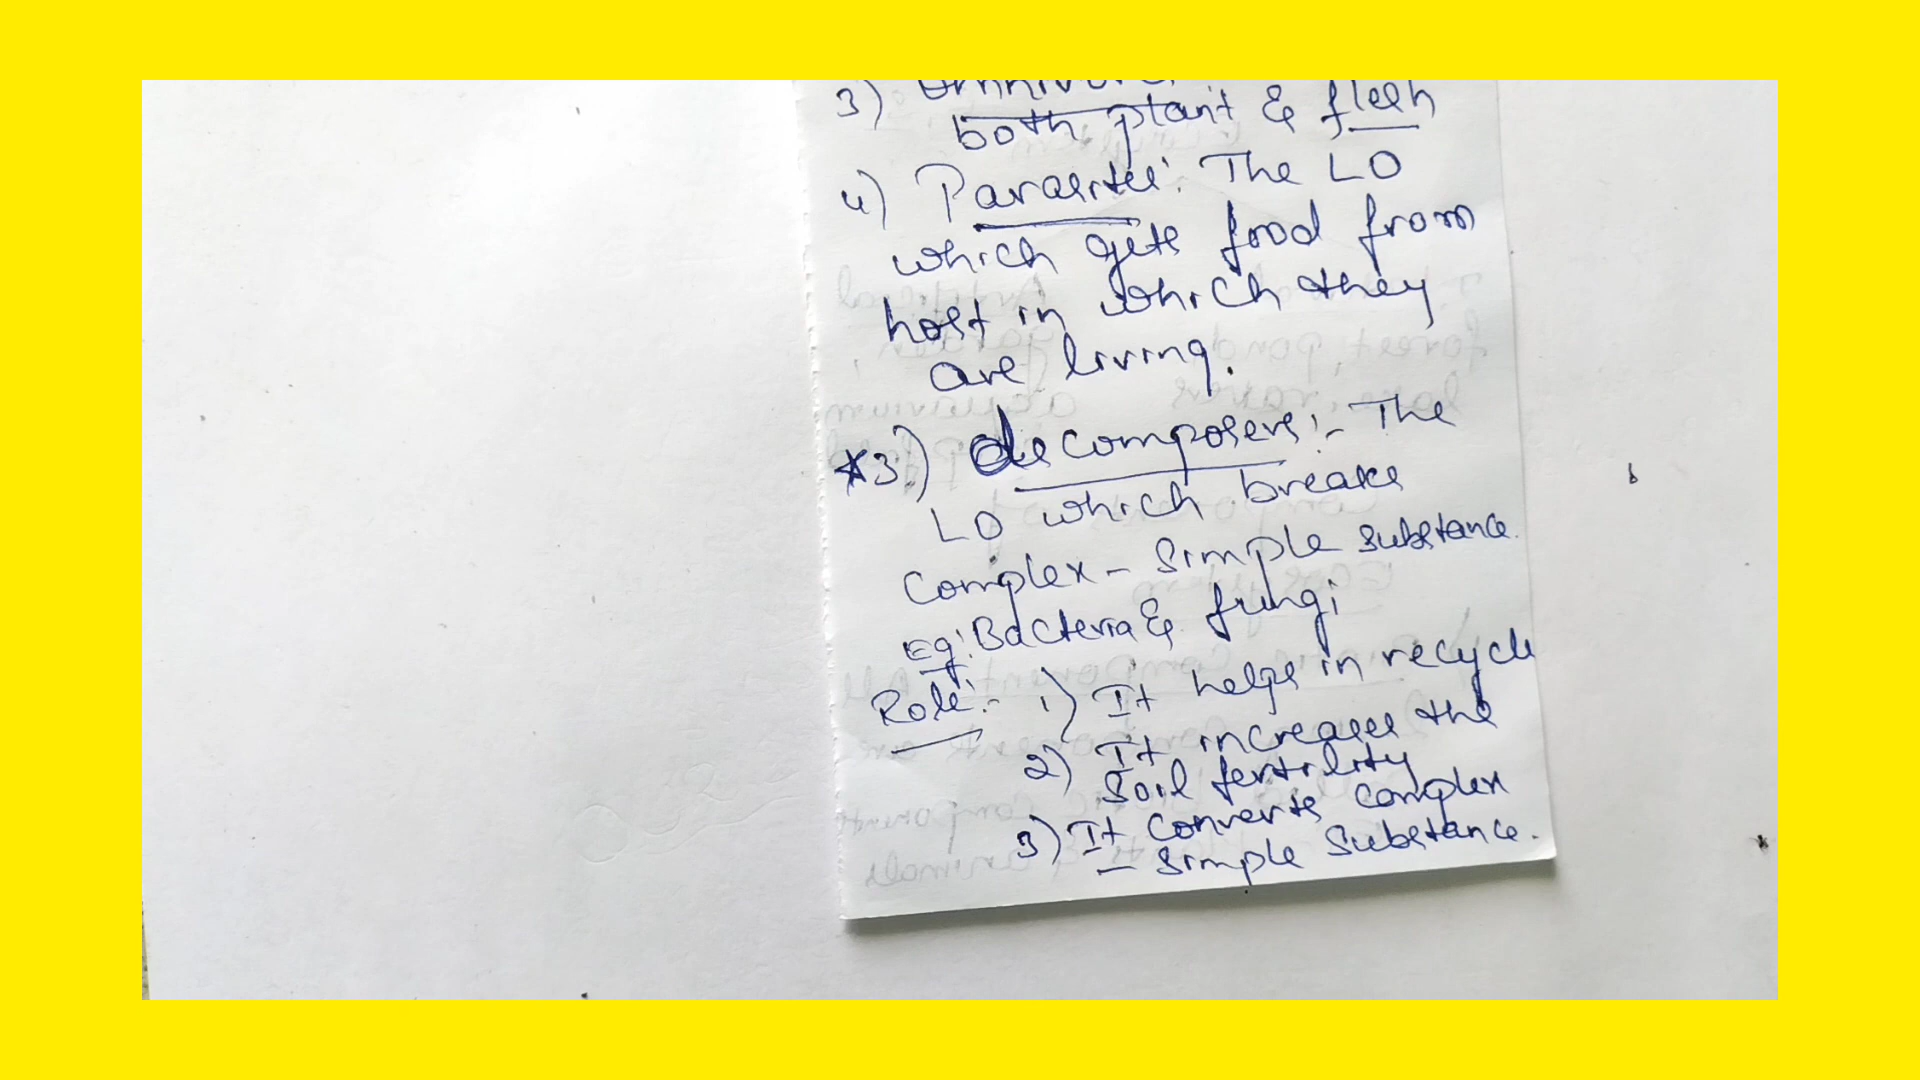 3) Omnivore:
both plant & flesh
4) Parasites: The LO
which gets food from
host in which they
are living.
*3) decomposers:- The
LO which breaks
Complex - Simple substance.
Eg: Bacteria & fungi
Role:- 1) It helps in recycle
2) It increases the
Soil fertility
3) It converts complex
- Simple Substance.